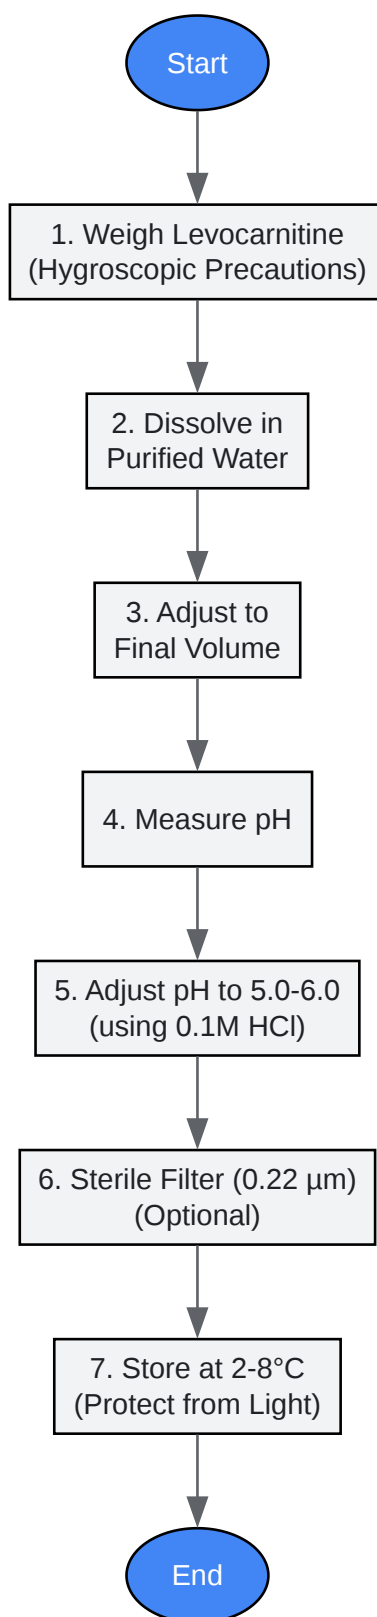 Start
1. Weigh Levocarnitine
(Hygroscopic Precautions)
2. Dissolve in
Purified Water
3. Adjust to
Final Volume
4. Measure pH
5. Adjust pH to 5.0-6.0
(using 0.1M HCl)
6. Sterile Filter (0.22 µm)
(Optional)
7. Store at 2-8°C
(Protect from Light)
End